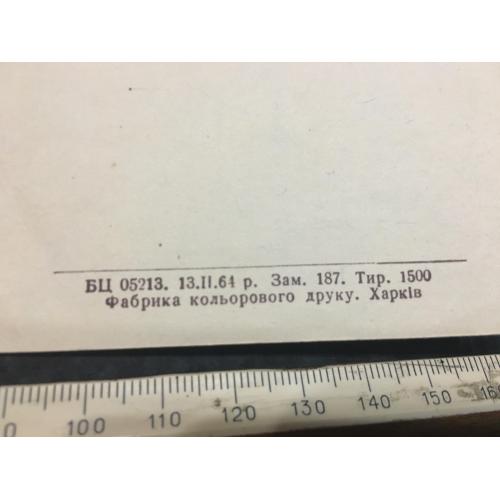 БЦ 05213. 13.II.64 р. Зам. 187. Тир. 1500
Фабрика кольорового друку. Харків
100 110 120 130 140 150